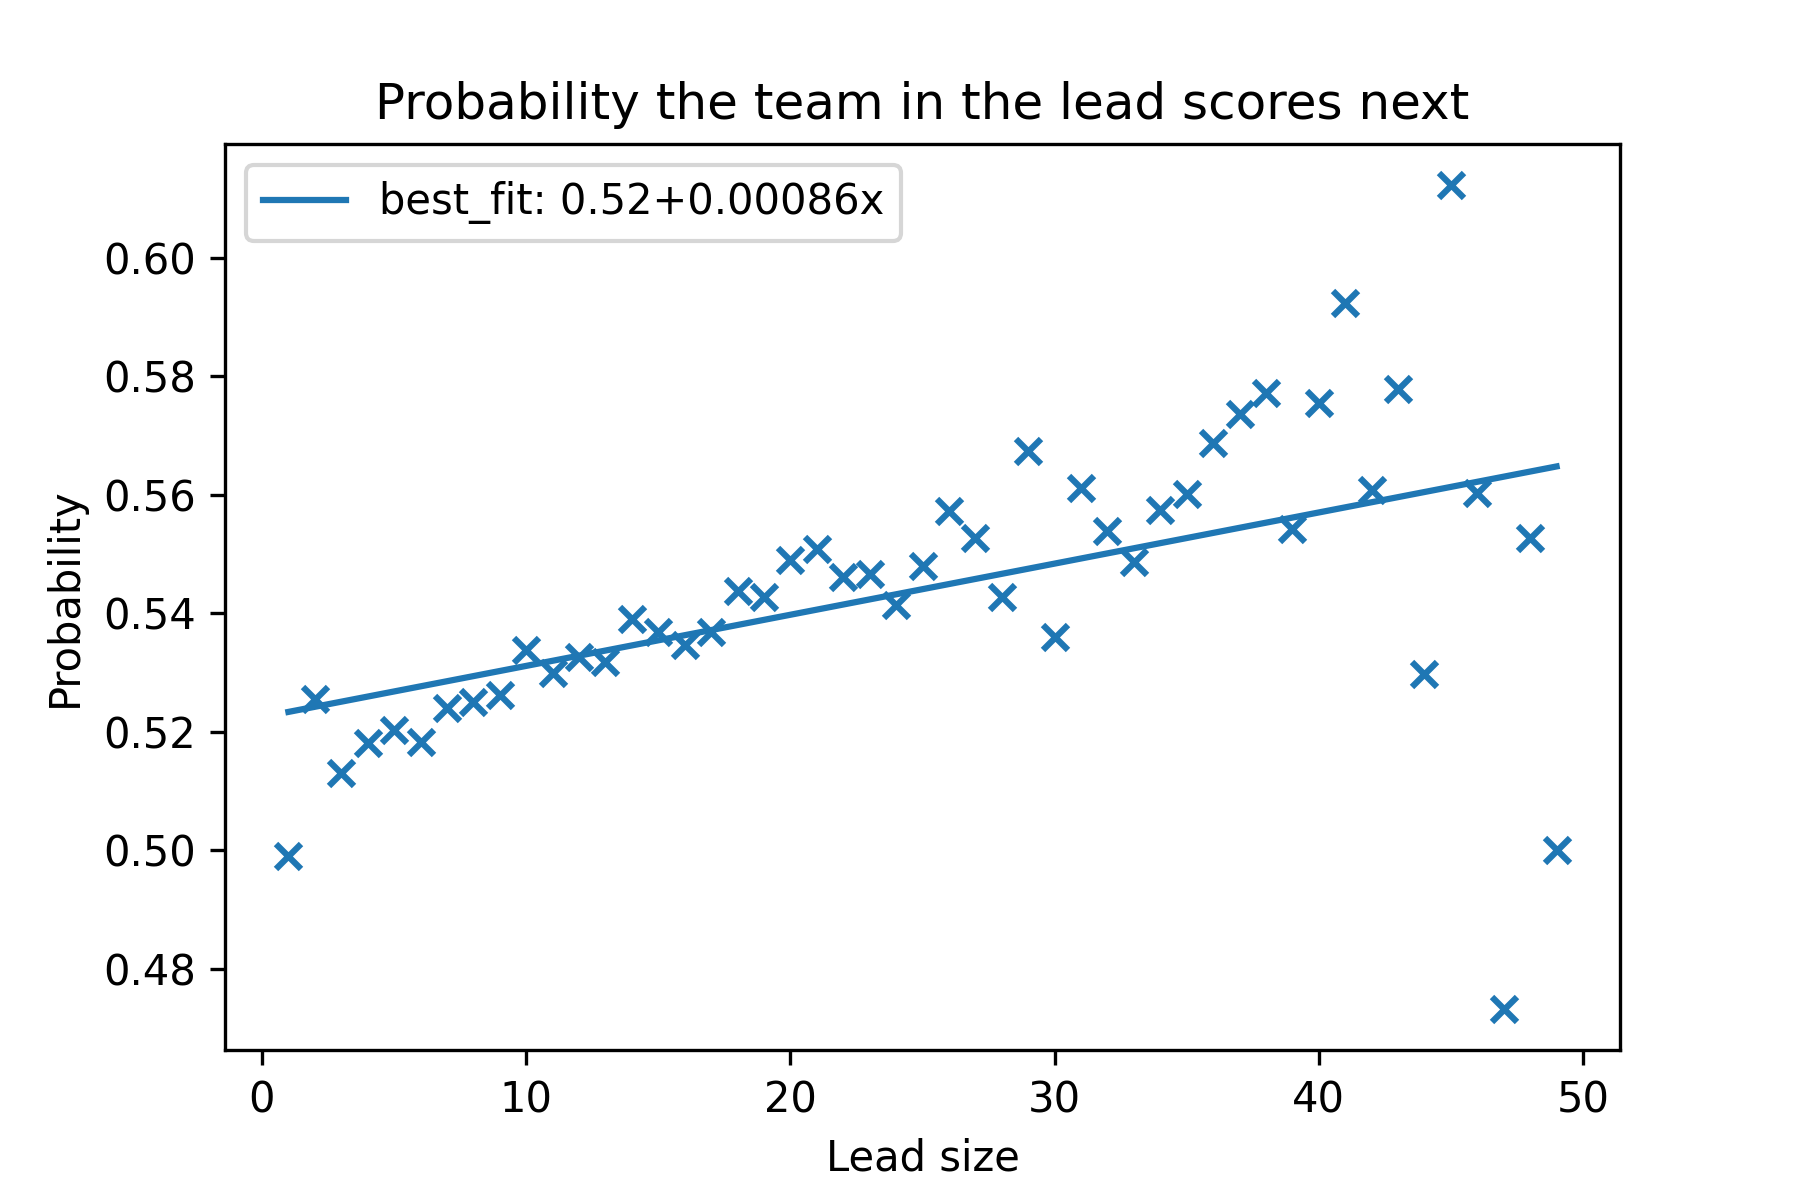 Probability the team in the lead scores next
best_fit: 0.52+0.00086x
0.60
0.58
0.56
0.54
0.52
0.50
0.48
Probability
0 10 20 30 40 50
Lead size